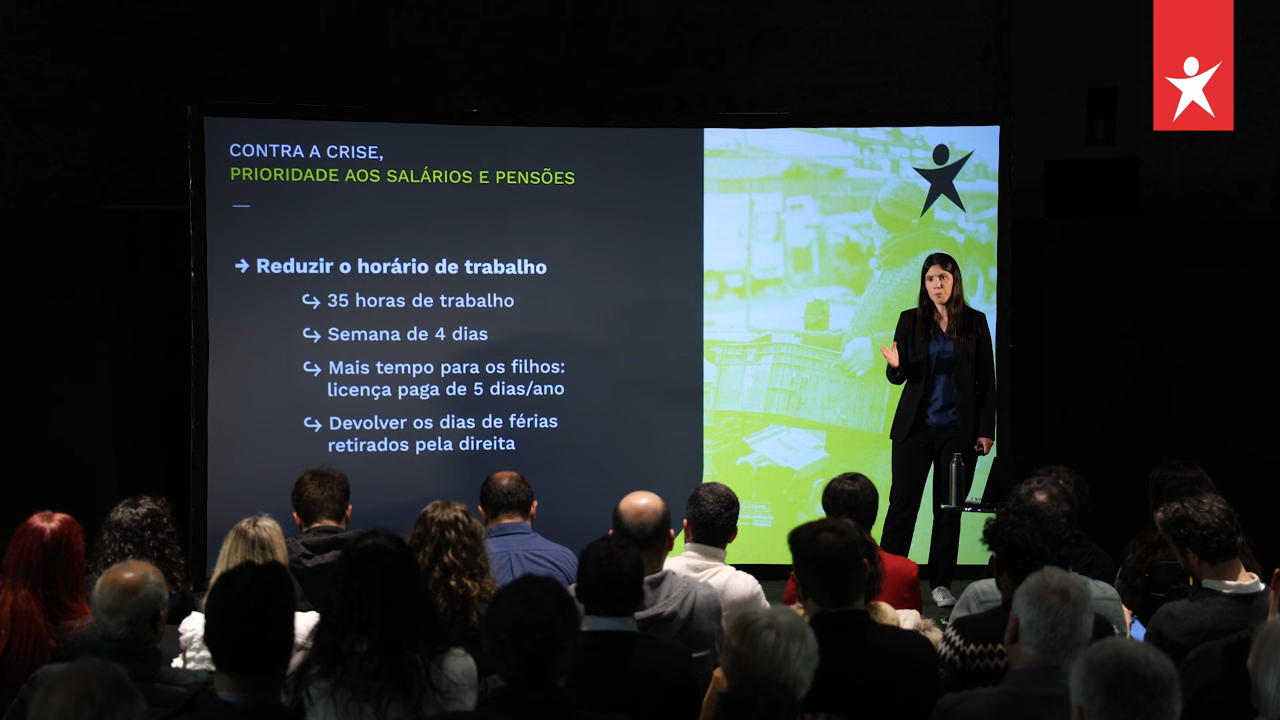 CONTRA A CRISE,
PRIORIDADE AOS SALÁRIOS E PENSÕES
→ Reduzir o horário de trabalho
↪ 35 horas de trabalho
↪ Semana de 4 dias
↪ Mais tempo para os filhos:
licença paga de 5 dias/ano
↪ Devolver os dias de férias
retirados pela direita